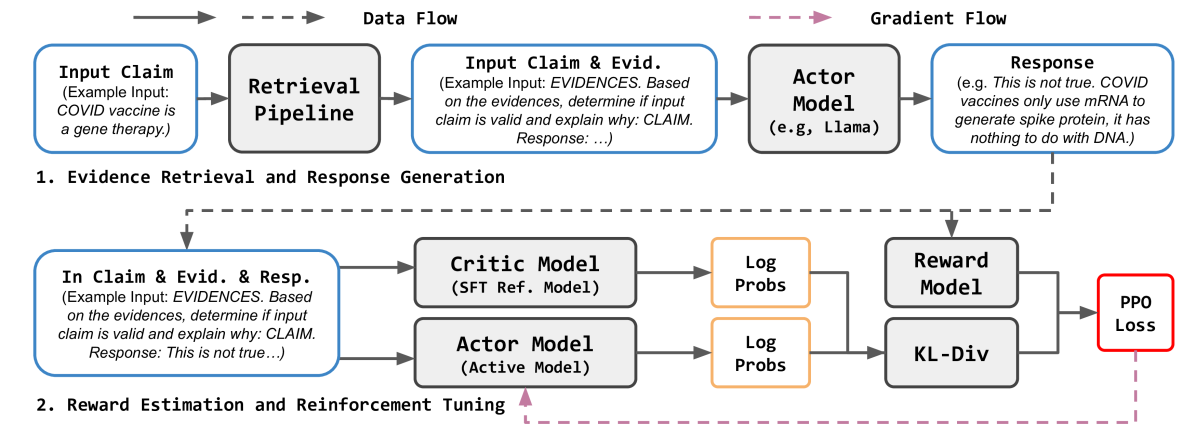 Data Flow
Gradient Flow
Input Claim
(Example Input:
COVID vaccine is
a gene therapy.)
Retrieval
Pipeline
Input Claim & Evid.
(Example Input: EVIDENCES. Based
on the evidences, determine if input
claim is valid and explain why: CLAIM.
Response: …)
Actor
Model
(e.g, Llama)
Response
(e.g. This is not true. COVID
vaccines only use mRNA to
generate spike protein, it has
nothing to do with DNA.)
1. Evidence Retrieval and Response Generation
In Claim & Evid. & Resp.
(Example Input: EVIDENCES. Based
on the evidences, determine if input
claim is valid and explain why: CLAIM.
Response: This is not true…)
Critic Model
(SFT Ref. Model)
Log
Probs
Reward
Model
Actor Model
(Active Model)
Log
Probs
KL-Div
PPO
Loss
2. Reward Estimation and Reinforcement Tuning